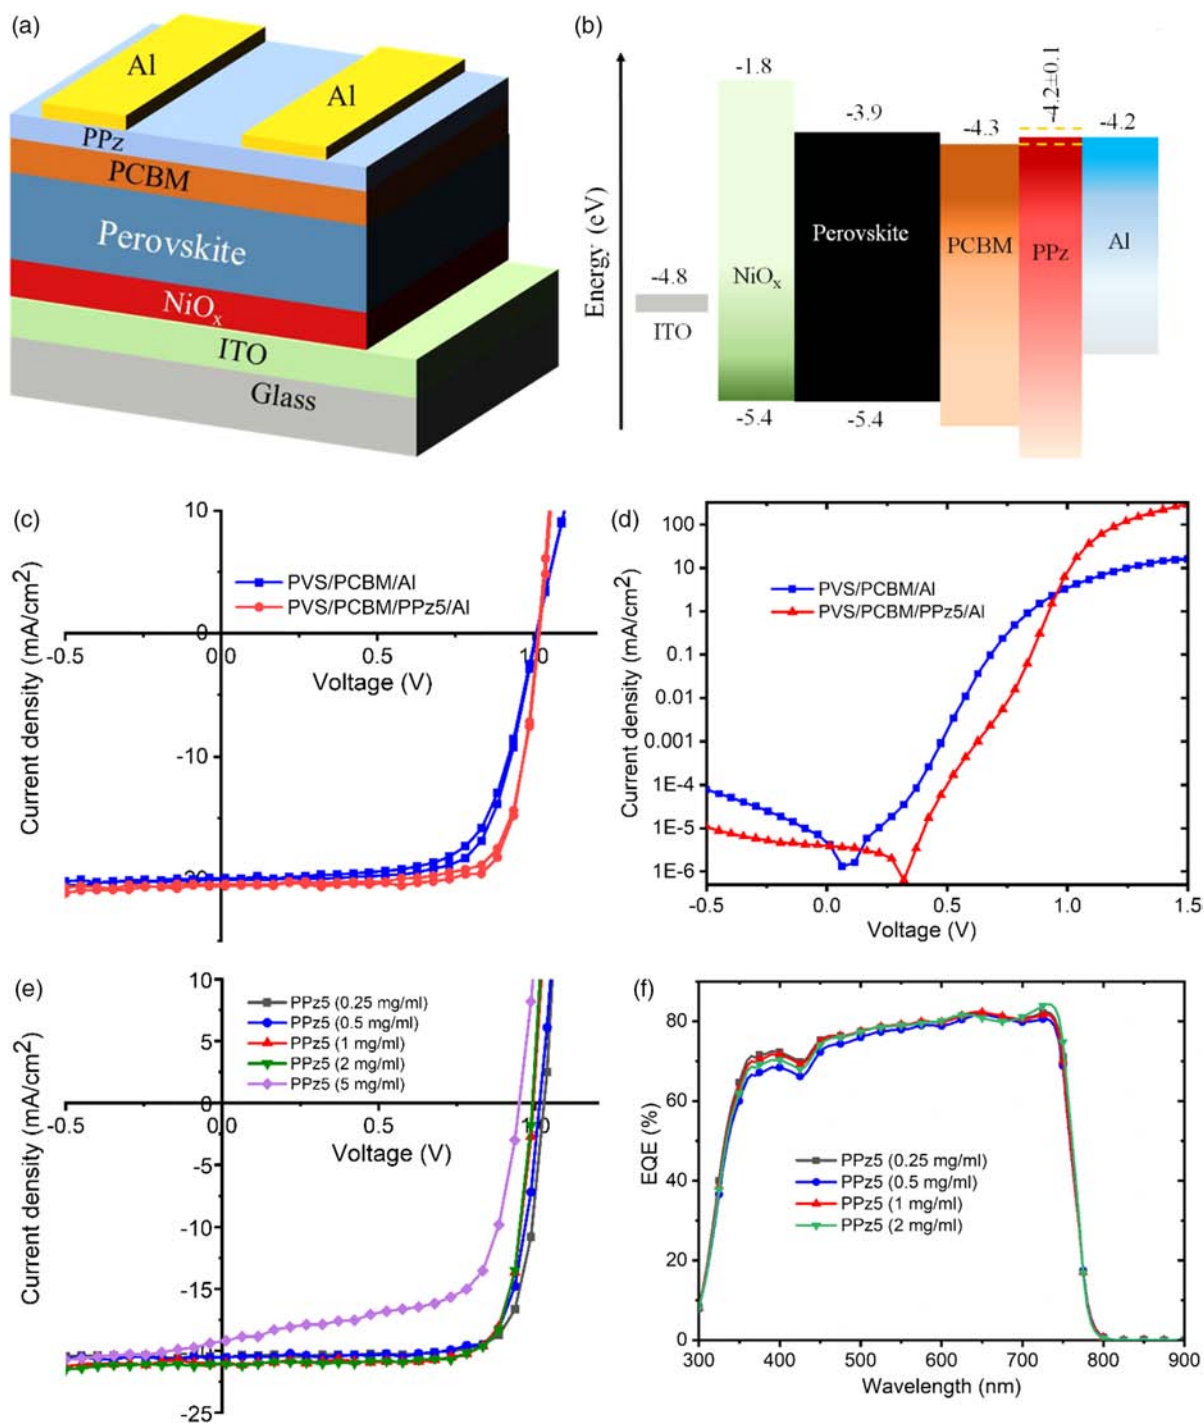 (a)
Al
Al
PPz
PCBM
Perovskite
NiOx
ITO
Glass
(b)
Energy (eV)
-1.8
-3.9
-4.3
-4.2±0.1
-4.2
-4.8
ITO
NiOx
Perovskite
PCBM
PPz
Al
-5.4
-5.4
(c)
Current density (mA/cm2)
10
0
-10
-20
-0.5
0.0
0.5
1.0
Voltage (V)
PVS/PCBM/Al
PVS/PCBM/PPz5/Al
(d)
Current density (mA/cm2)
100
10
1
0.1
0.01
0.001
1E-4
1E-5
1E-6
-0.5
0.0
0.5
1.0
1.5
Voltage (V)
PVS/PCBM/Al
PVS/PCBM/PPz5/Al
(e)
Current density (mA/cm2)
10
5
0
-5
-10
-15
-20
-25
-0.5
0.0
0.5
1.0
Voltage (V)
PPz5 (0.25 mg/ml)
PPz5 (0.5 mg/ml)
PPz5 (1 mg/ml)
PPz5 (2 mg/ml)
PPz5 (5 mg/ml)
(f)
EQE (%)
80
60
40
20
0
300
400
500
600
700
800
900
Wavelength (nm)
PPz5 (0.25 mg/ml)
PPz5 (0.5 mg/ml)
PPz5 (1 mg/ml)
PPz5 (2 mg/ml)